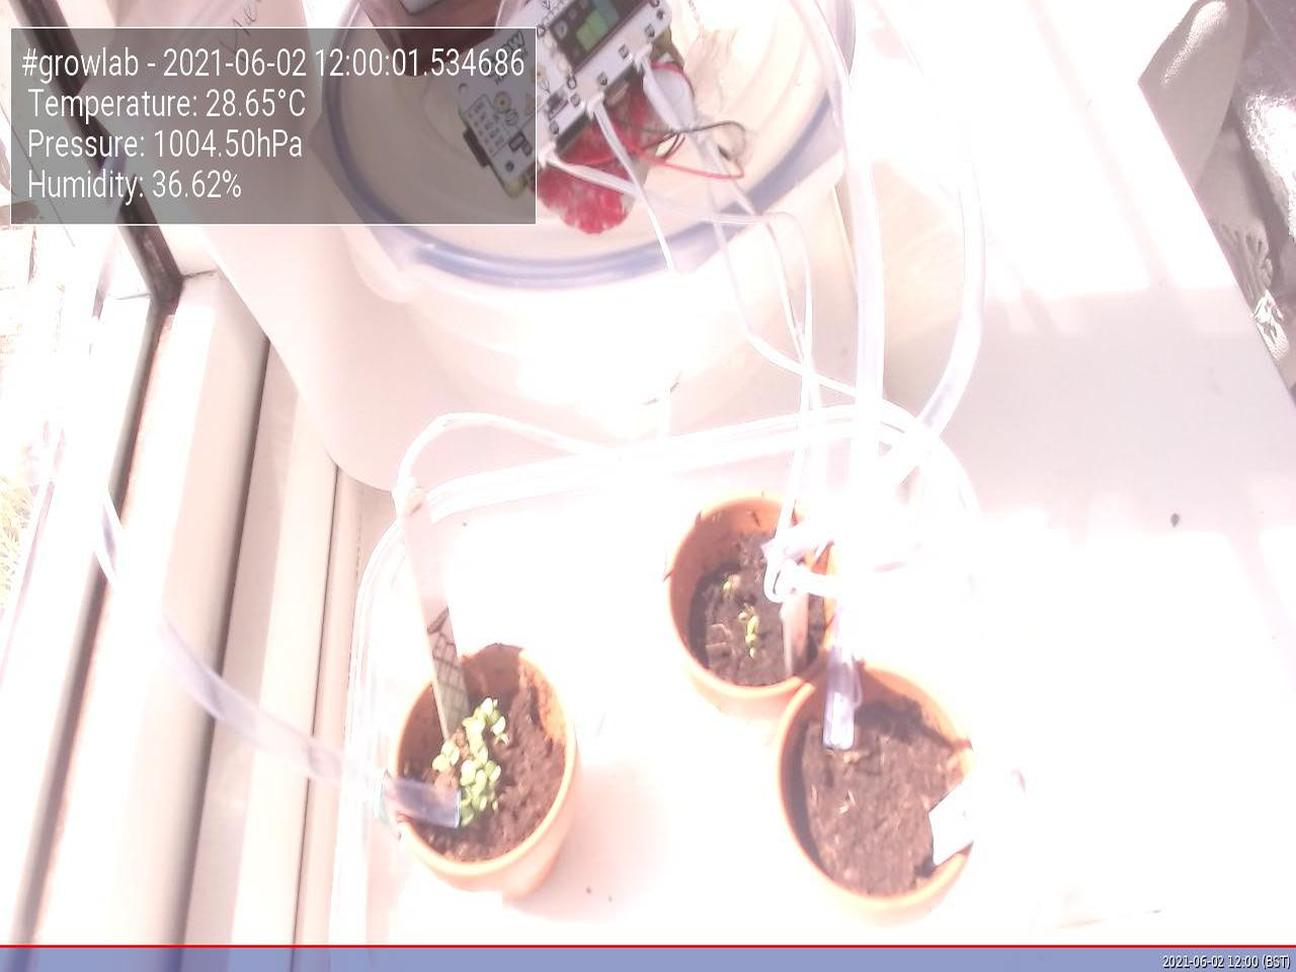 #growlab - 2021-06-02 12:00:01.534686
Temperature: 28.65°C
Pressure: 1004.50hPa
Humidity: 36.62%
2021-06-02 12:00 (BST)